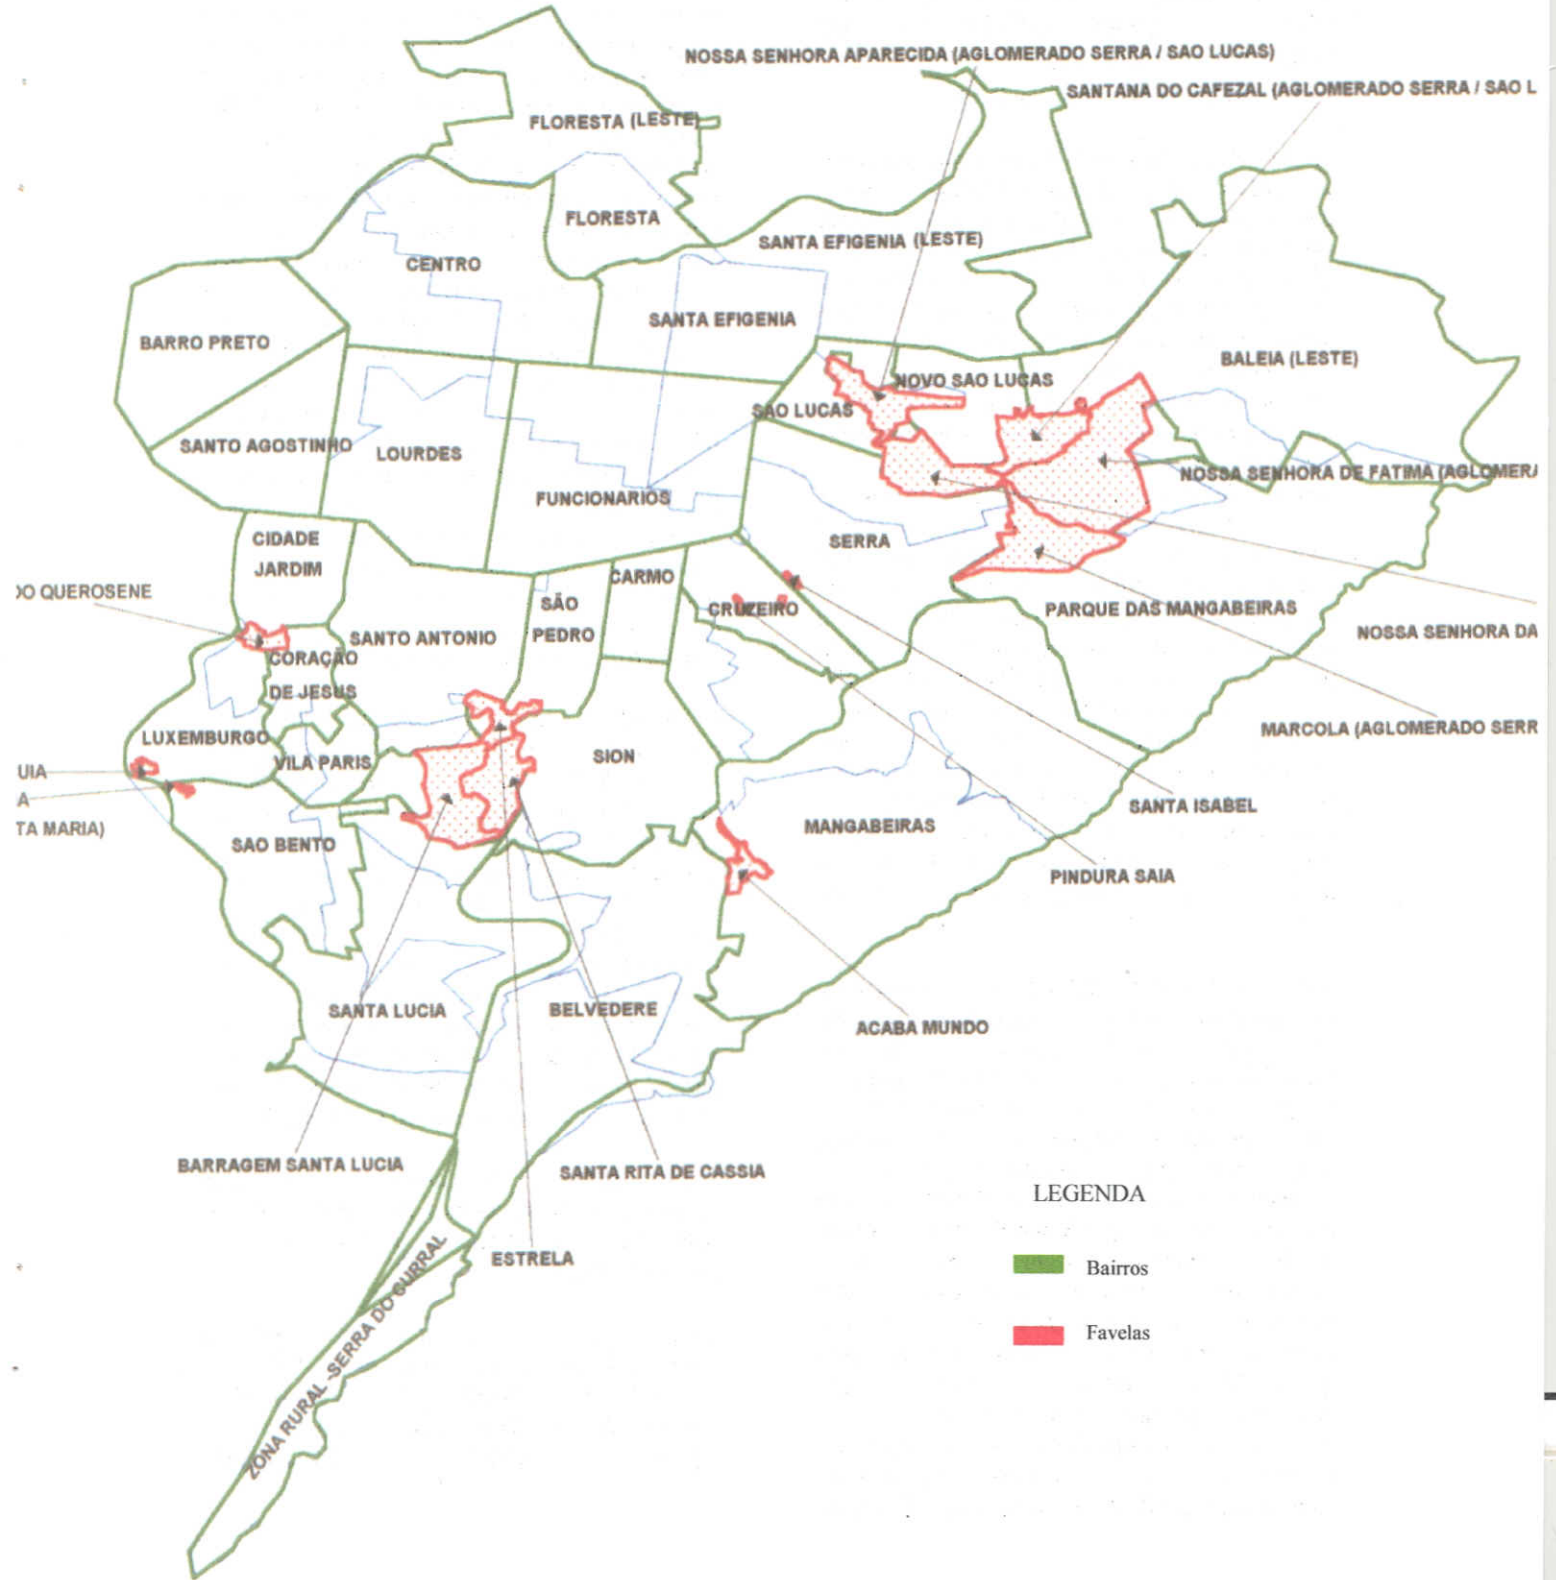 NOSSA SENHORA APARECIDA (AGLOMERADO SERRA / SAO LUCAS)
SANTANA DO CAFEZAL (AGLOMERADO SERRA / SAO L
FLORESTA (LESTE)
FLORESTA
SANTA EFIGENIA (LESTE)
CENTRO
SANTA EFIGENIA
BARRO PRETO
BALEIA (LESTE)
NOVO SAO LUCAS
SAO LUCAS
SANTO AGOSTINHO
LOURDES
NOSSA SENHORA DE FATIMA (AGLOMERA
FUNCIONARIOS
CIDADE
JARDIM
SERRA
CARMO
DO QUEROSENE
SÃO
PEDRO
CRUZEIRO
PARQUE DAS MANGABEIRAS
SANTO ANTONIO
NOSSA SENHORA DA
CORAÇÃO
DE JESUS
MARCOLA (AGLOMERADO SERR
LUXEMBURGO
VILA PARIS
SION
UIA
A
TA MARIA)
SANTA ISABEL
MANGABEIRAS
SAO BENTO
PINDURA SAIA
SANTA LUCIA
BELVEDERE
ACABA MUNDO
BARRAGEM SANTA LUCIA
SANTA RITA DE CASSIA
ESTRELA
ZONA RURAL -SERRA DO CURRAL
LEGENDA
Bairros
Favelas